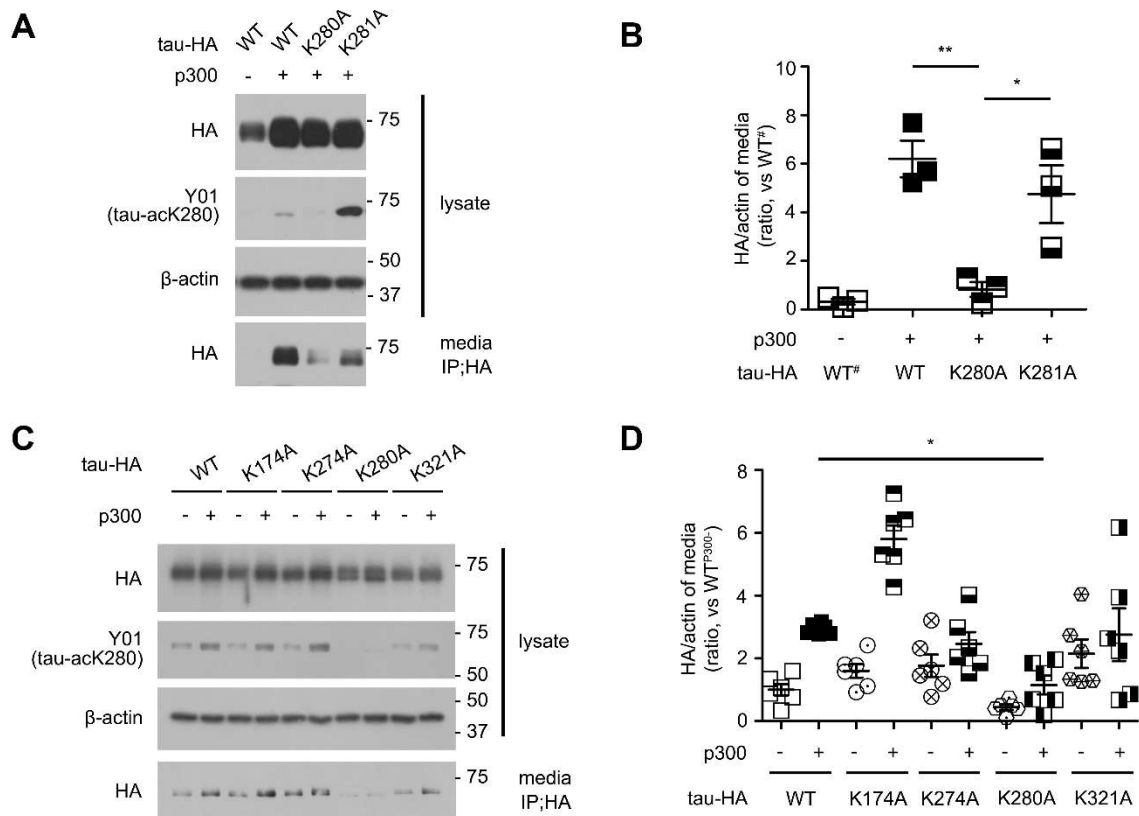 A
tau-HA WT WT K280A K281A
p300 - + + +
HA
75
Y01
(tau-acK280)
75
lysate
β-actin
50
37
HA
75
media
IP;HA
B
HA/actin of media
(ratio, vs WT#)
10
8
6
4
2
0
** *
p300 - + + +
tau-HA WT# WT K280A K281A
C
tau-HA WT K174A K274A K280A K321A
p300 - + - + - + - + - +
HA
75
Y01
(tau-acK280)
75
lysate
β-actin
50
37
HA
75
media
IP;HA
D
HA/actin of media
(ratio, vs WTP300-)
8
6
4
2
0
*
p300 - + - + - + - + - +
tau-HA WT K174A K274A K280A K321A